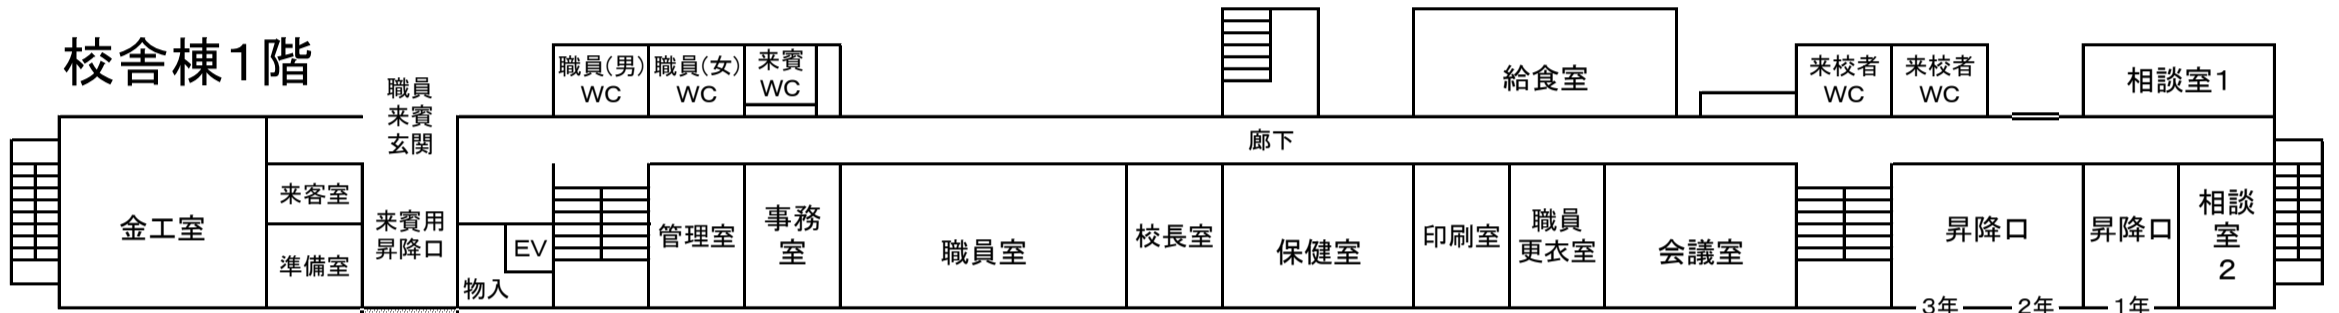 校舎棟1階
職員
来賓
玄関
職員(男)
WC
職員(女)
WC
来賓
WC
給食室
来校者
WC
来校者
WC
相談室1
廊下
金工室
来客室
準備室
来賓用
昇降口
物入
EV
管理室
事務
室
職員室
校長室
保健室
印刷室
職員
更衣室
会議室
昇降口
3年
2年
昇降口
1年
相談
室
2